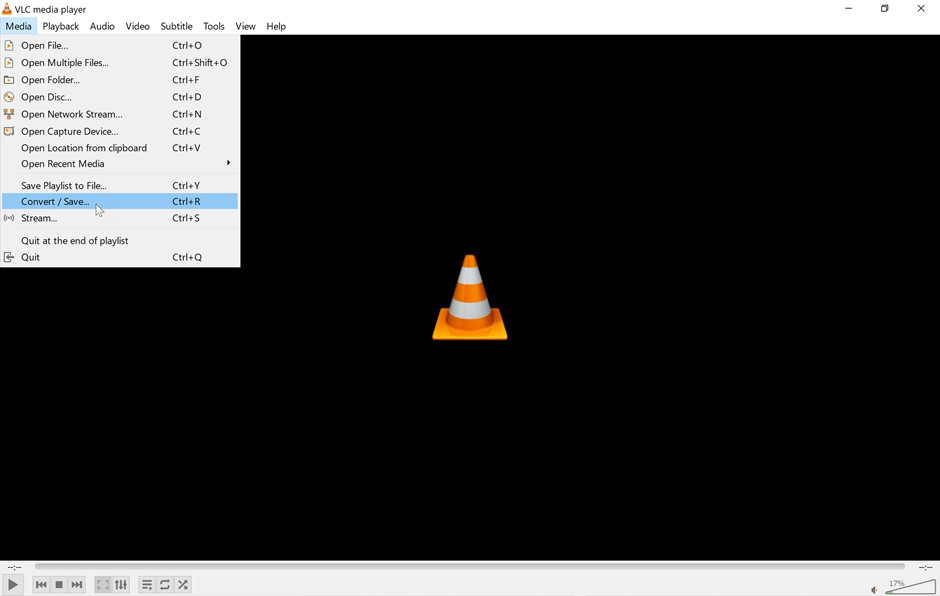 VLC media player
Media Playback Audio Video Subtitle Tools View Help
Open File... Ctrl+O
Open Multiple Files... Ctrl+Shift+O
Open Folder... Ctrl+F
Open Disc... Ctrl+D
Open Network Stream... Ctrl+N
Open Capture Device... Ctrl+C
Open Location from clipboard Ctrl+V
Open Recent Media
Save Playlist to File... Ctrl+Y
Convert / Save... Ctrl+R
Stream... Ctrl+S
Quit at the end of playlist
Quit Ctrl+Q
--:-- --:--
17%